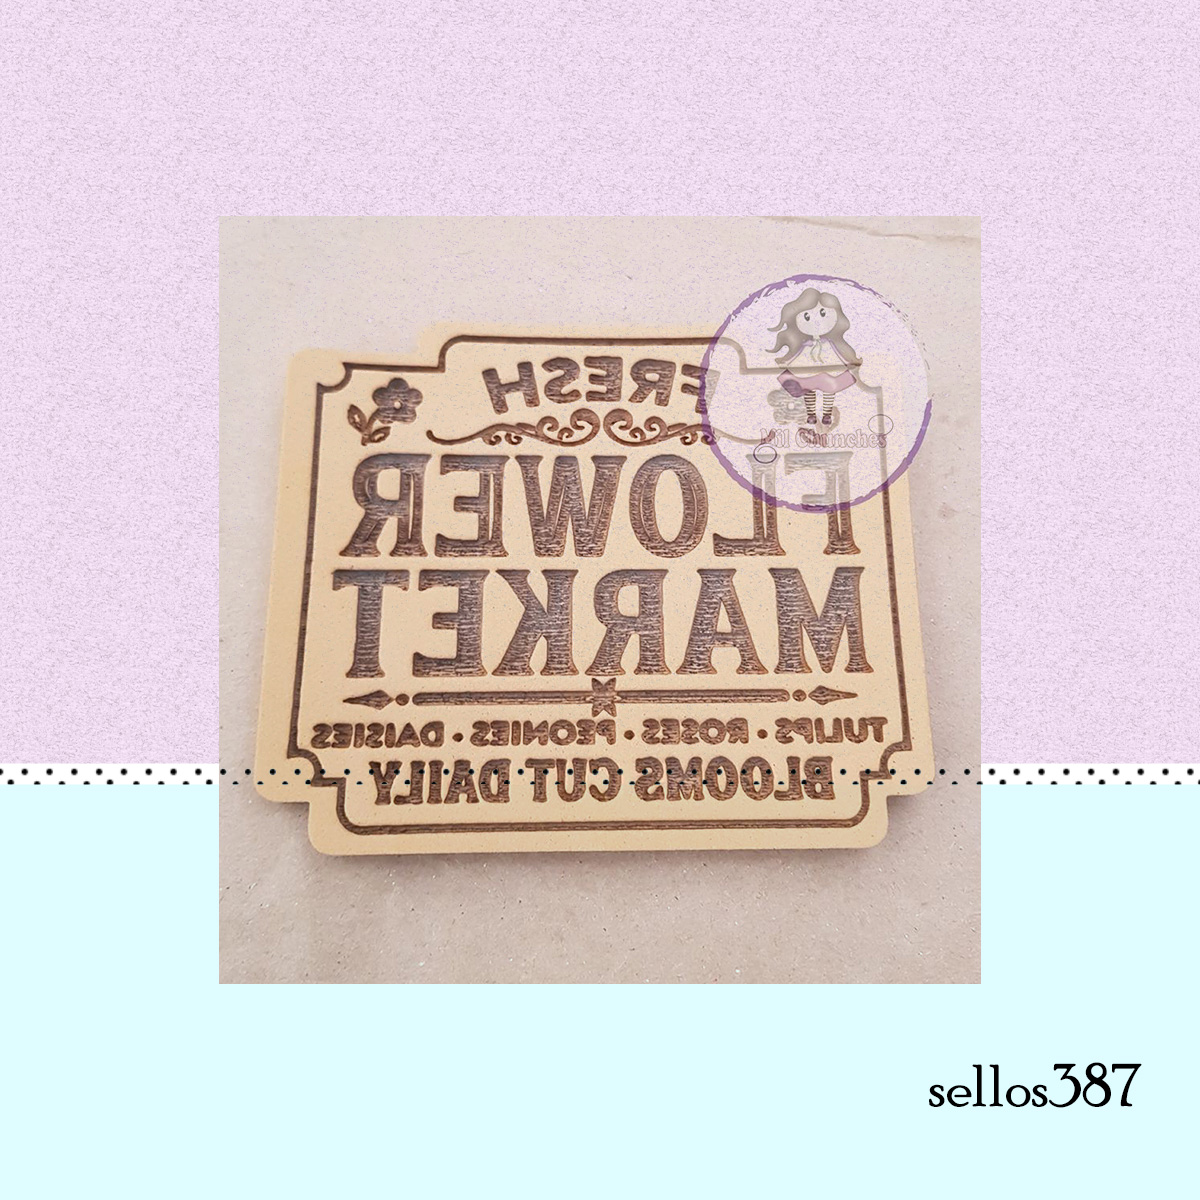 FRESH
Mil Chunches
FLOWER
MARKET
TULIPS • ROSES • PEONIES • DAISIES
BLOOMS CUT DAILY
sellos387